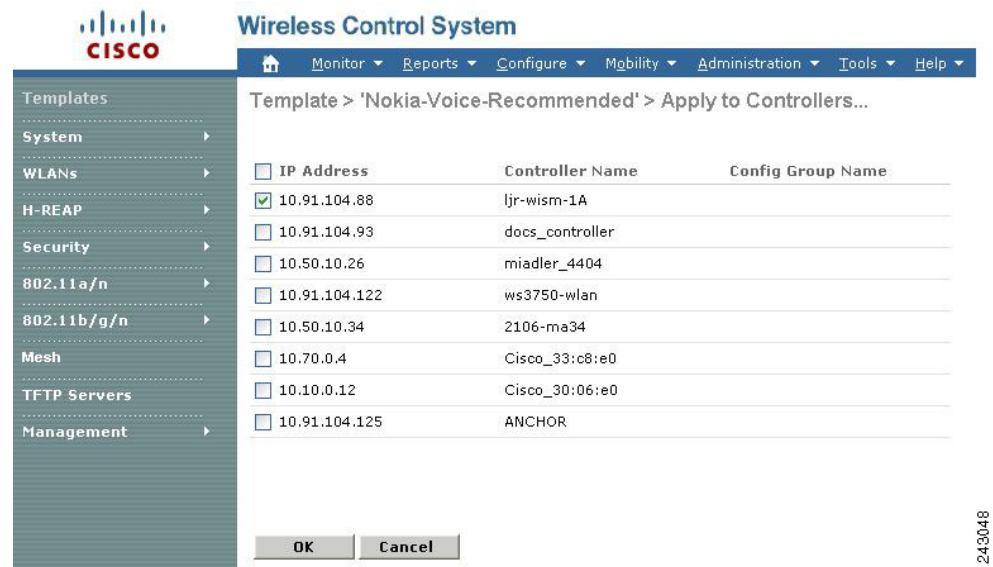 CISCO
Wireless Control System
Monitor Reports Configure Mobility Administration Tools Help
Templates
System
WLANs
H-REAP
Security
802.11a/n
802.11b/g/n
Mesh
TFTP Servers
Management
Template > 'Nokia-Voice-Recommended' > Apply to Controllers...
IP Address Controller Name Config Group Name
10.91.104.88 ljr-wism-1A
10.91.104.93 docs_controller
10.50.10.26 miadler_4404
10.91.104.122 ws3750-wlan
10.50.10.34 2106-ma34
10.70.0.4 Cisco_33:c8:e0
10.10.0.12 Cisco_30:06:e0
10.91.104.125 ANCHOR
OK Cancel
243048